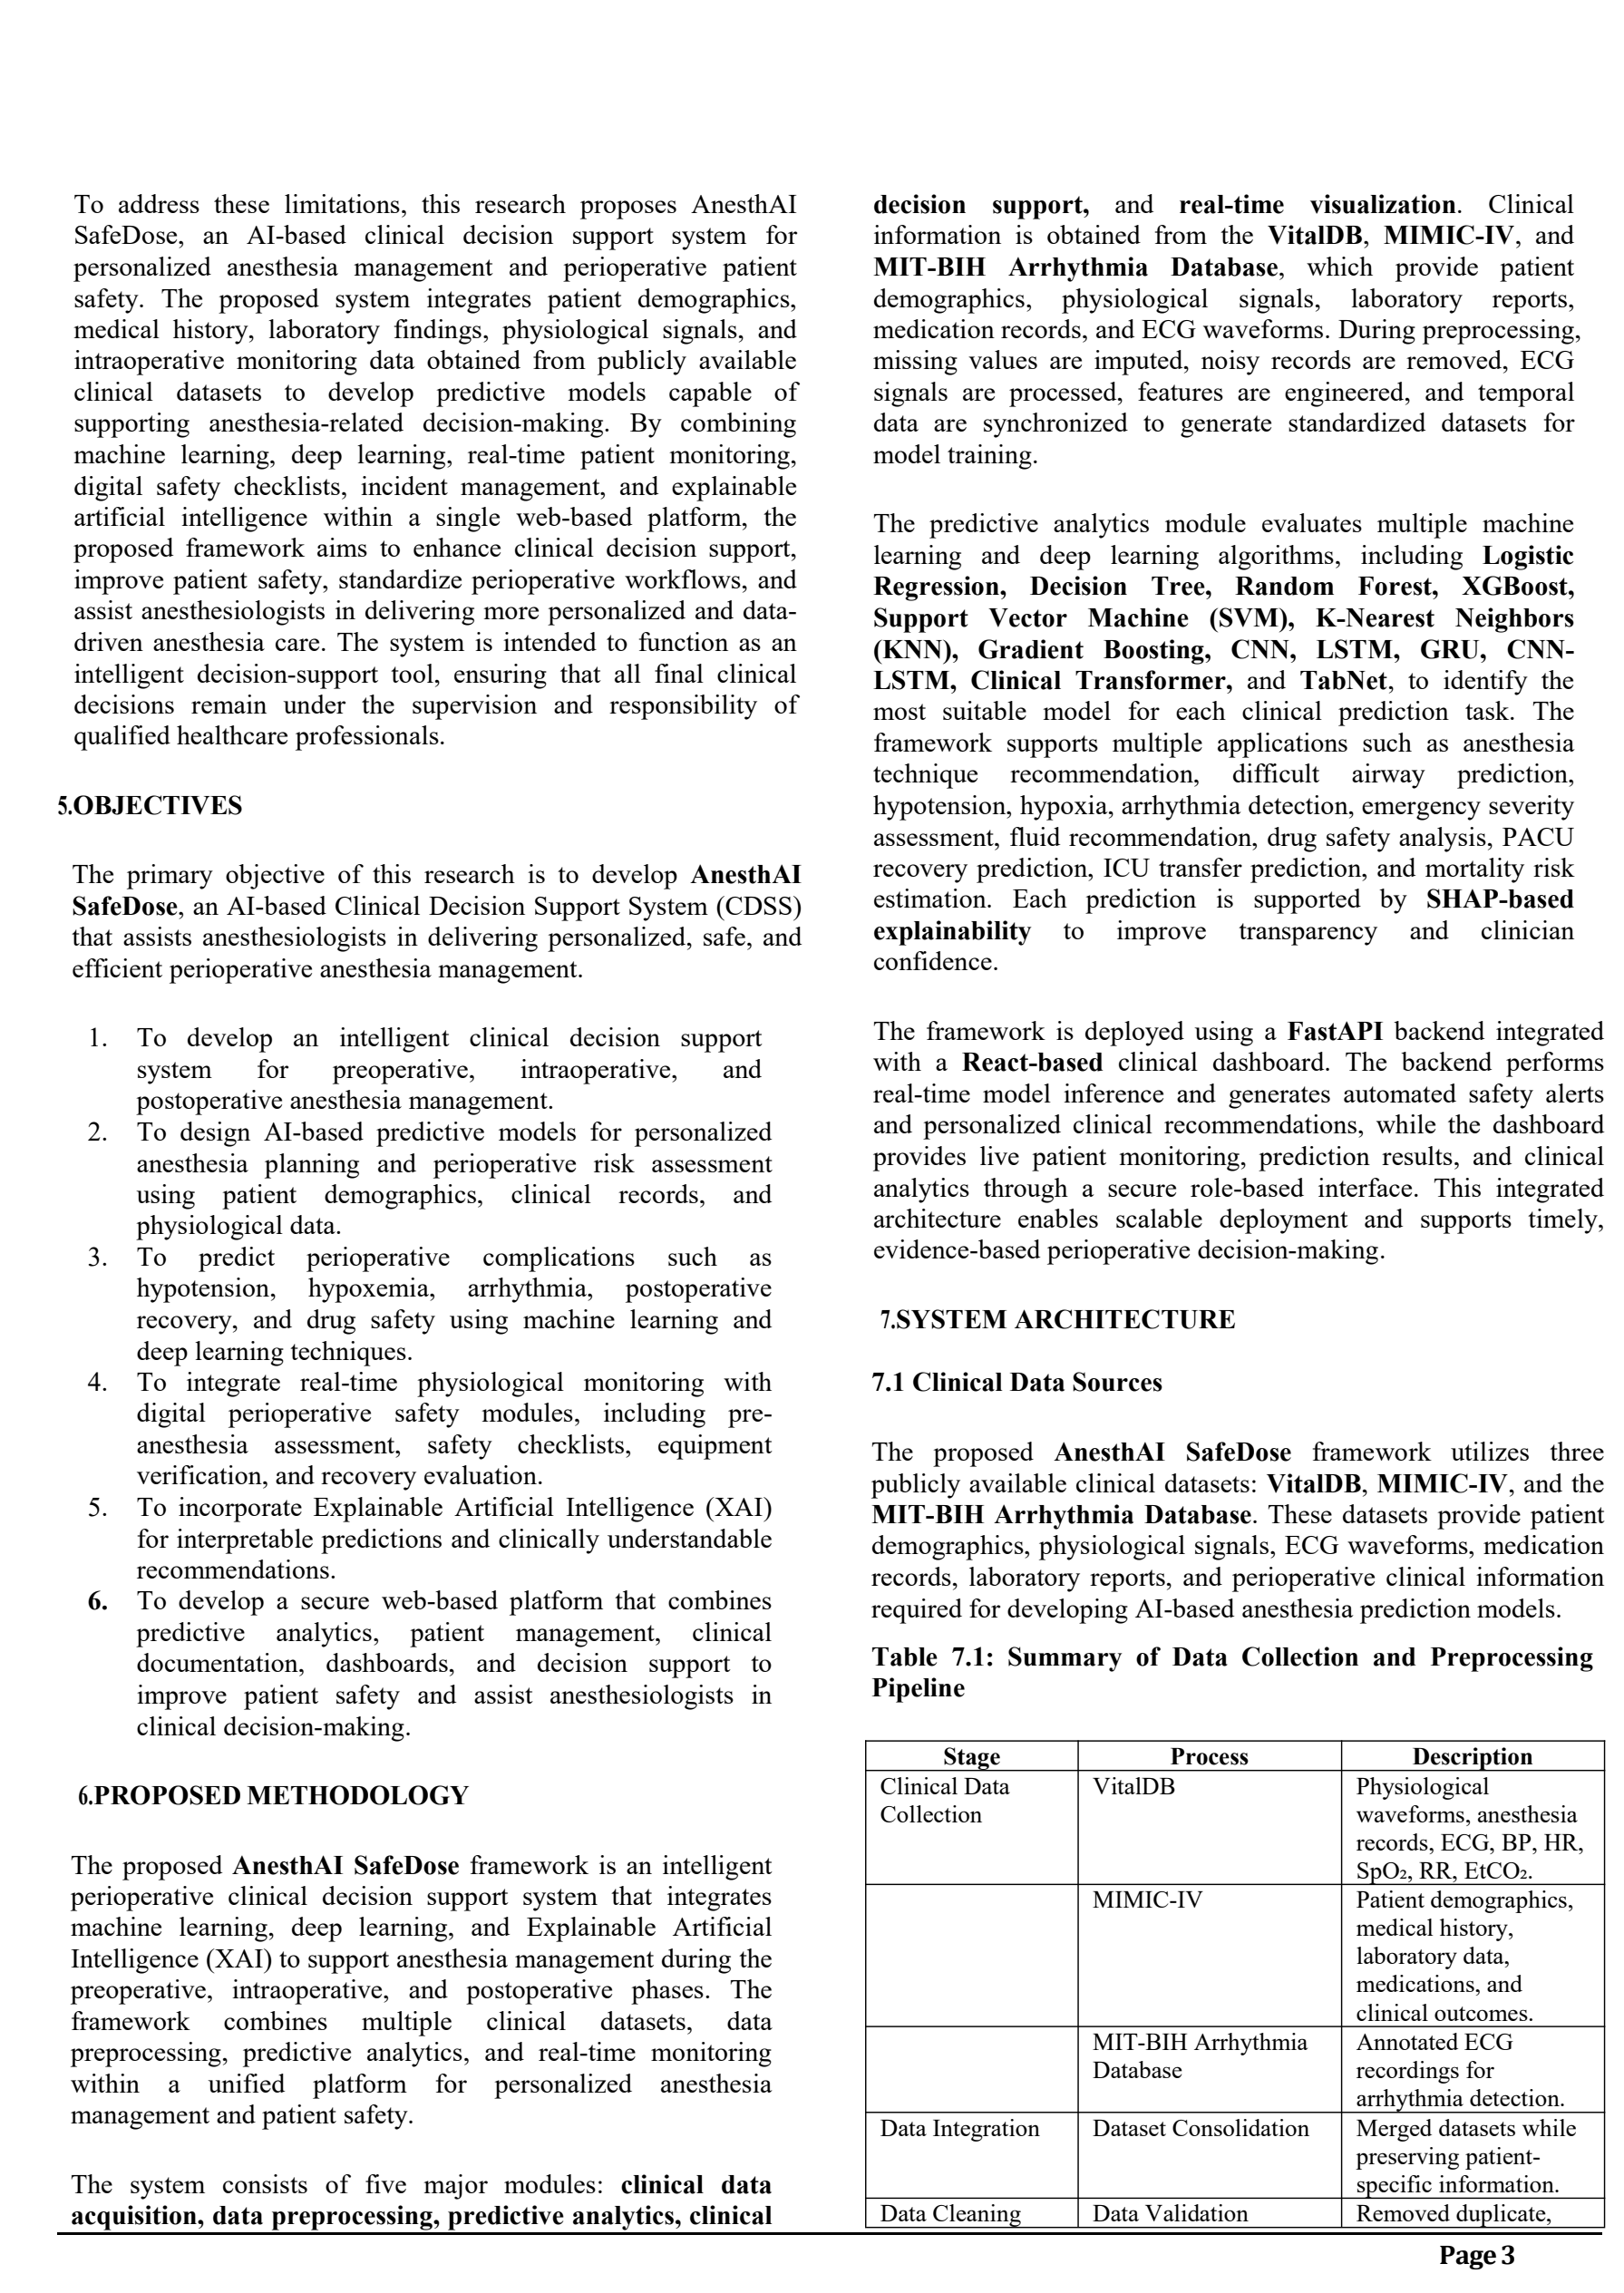 To address these limitations, this research proposes AnesthAI
SafeDose, an AI-based clinical decision support system for
personalized anesthesia management and perioperative patient
safety. The proposed system integrates patient demographics,
medical history, laboratory findings, physiological signals, and
intraoperative monitoring data obtained from publicly available
clinical datasets to develop predictive models capable of
supporting anesthesia-related decision-making. By combining
machine learning, deep learning, real-time patient monitoring,
digital safety checklists, incident management, and explainable
artificial intelligence within a single web-based platform, the
proposed framework aims to enhance clinical decision support,
improve patient safety, standardize perioperative workflows, and
assist anesthesiologists in delivering more personalized and data-
driven anesthesia care. The system is intended to function as an
intelligent decision-support tool, ensuring that all final clinical
decisions remain under the supervision and responsibility of
qualified healthcare professionals.
5.OBJECTIVES
The primary objective of this research is to develop AnesthAI
SafeDose, an AI-based Clinical Decision Support System (CDSS)
that assists anesthesiologists in delivering personalized, safe, and
efficient perioperative anesthesia management.
1. To develop an intelligent clinical decision support
system for preoperative, intraoperative, and
postoperative anesthesia management.
2. To design AI-based predictive models for personalized
anesthesia planning and perioperative risk assessment
using patient demographics, clinical records, and
physiological data.
3. To predict perioperative complications such as
hypotension, hypoxemia, arrhythmia, postoperative
recovery, and drug safety using machine learning and
deep learning techniques.
4. To integrate real-time physiological monitoring with
digital perioperative safety modules, including pre-
anesthesia assessment, safety checklists, equipment
verification, and recovery evaluation.
5. To incorporate Explainable Artificial Intelligence (XAI)
for interpretable predictions and clinically understandable
recommendations.
6. To develop a secure web-based platform that combines
predictive analytics, patient management, clinical
documentation, dashboards, and decision support to
improve patient safety and assist anesthesiologists in
clinical decision-making.
6.PROPOSED METHODOLOGY
The proposed AnesthAI SafeDose framework is an intelligent
perioperative clinical decision support system that integrates
machine learning, deep learning, and Explainable Artificial
Intelligence (XAI) to support anesthesia management during the
preoperative, intraoperative, and postoperative phases. The
framework combines multiple clinical datasets, data
preprocessing, predictive analytics, and real-time monitoring
within a unified platform for personalized anesthesia
management and patient safety.
The system consists of five major modules: clinical data
acquisition, data preprocessing, predictive analytics, clinical
decision support, and real-time visualization. Clinical
information is obtained from the VitalDB, MIMIC-IV, and
MIT-BIH Arrhythmia Database, which provide patient
demographics, physiological signals, laboratory reports,
medication records, and ECG waveforms. During preprocessing,
missing values are imputed, noisy records are removed, ECG
signals are processed, features are engineered, and temporal
data are synchronized to generate standardized datasets for
model training.
The predictive analytics module evaluates multiple machine
learning and deep learning algorithms, including Logistic
Regression, Decision Tree, Random Forest, XGBoost,
Support Vector Machine (SVM), K-Nearest Neighbors
(KNN), Gradient Boosting, CNN, LSTM, GRU, CNN-
LSTM, Clinical Transformer, and TabNet, to identify the
most suitable model for each clinical prediction task. The
framework supports multiple applications such as anesthesia
technique recommendation, difficult airway prediction,
hypotension, hypoxia, arrhythmia detection, emergency severity
assessment, fluid recommendation, drug safety analysis, PACU
recovery prediction, ICU transfer prediction, and mortality risk
estimation. Each prediction is supported by SHAP-based
explainability to improve transparency and clinician
confidence.
The framework is deployed using a FastAPI backend integrated
with a React-based clinical dashboard. The backend performs
real-time model inference and generates automated safety alerts
and personalized clinical recommendations, while the dashboard
provides live patient monitoring, prediction results, and clinical
analytics through a secure role-based interface. This integrated
architecture enables scalable deployment and supports timely,
evidence-based perioperative decision-making.
7.SYSTEM ARCHITECTURE
7.1 Clinical Data Sources
The proposed AnesthAI SafeDose framework utilizes three
publicly available clinical datasets: VitalDB, MIMIC-IV, and the
MIT-BIH Arrhythmia Database. These datasets provide patient
demographics, physiological signals, ECG waveforms, medication
records, laboratory reports, and perioperative clinical information
required for developing AI-based anesthesia prediction models.
Table 7.1: Summary of Data Collection and Preprocessing
Pipeline
Stage Process Description
Clinical Data VitalDB Physiological
Collection waveforms, anesthesia
records, ECG, BP, HR,
SpO₂, RR, EtCO₂.
MIMIC-IV Patient demographics,
medical history,
laboratory data,
medications, and
clinical outcomes.
MIT-BIH Arrhythmia Annotated ECG
Database recordings for
arrhythmia detection.
Data Integration Dataset Consolidation Merged datasets while
preserving patient-
specific information.
Data Cleaning Data Validation Removed duplicate,
Page 3